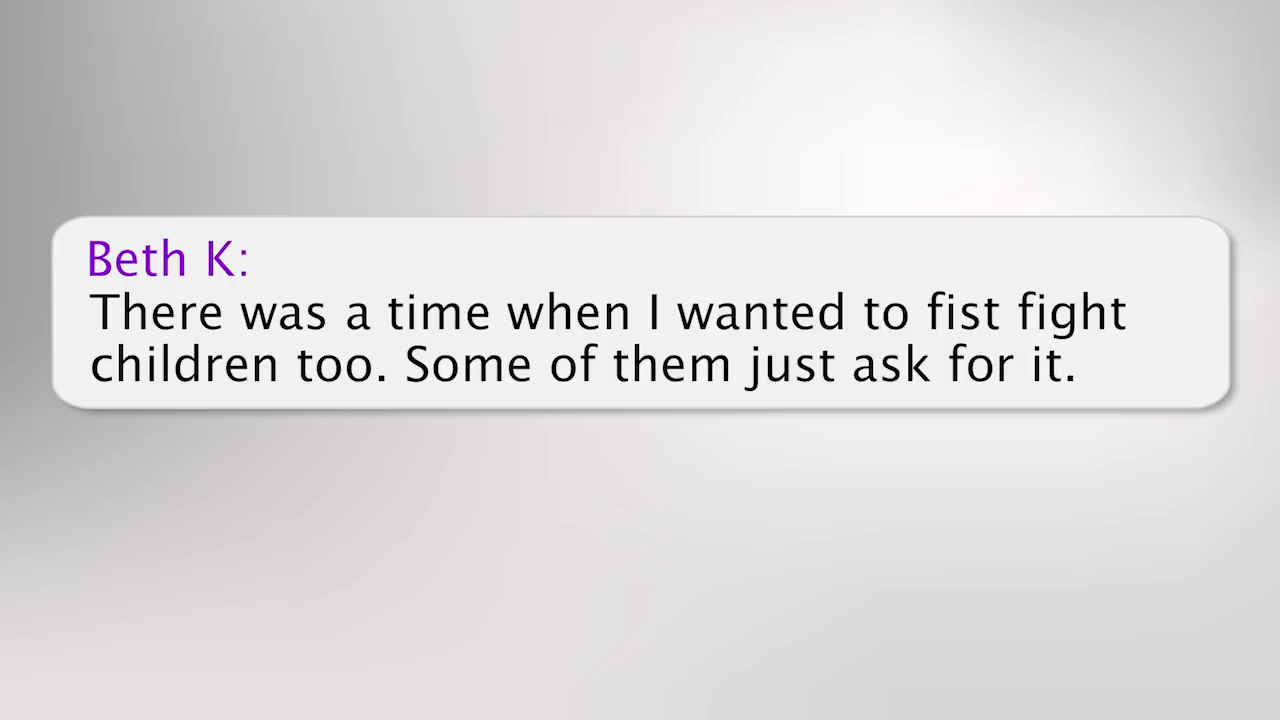 Beth K:
There was a time when I wanted to fist fight
children too. Some of them just ask for it.